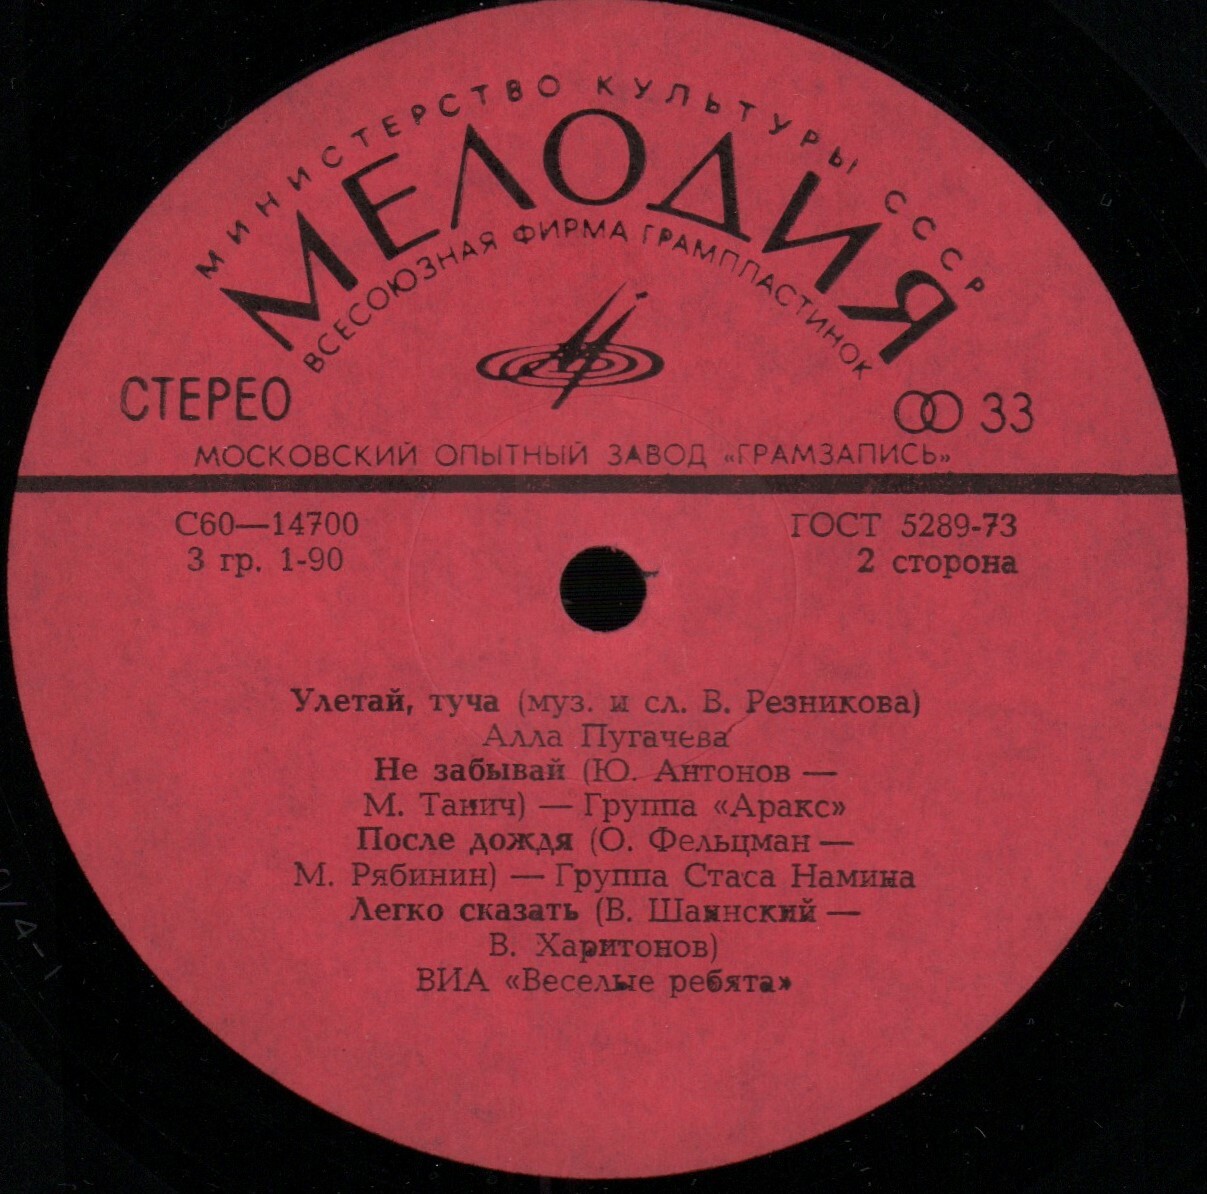 МИНИСТЕРСТВО КУЛЬТУРЫ СССР
МЕЛОДИЯ
ВСЕСОЮЗНАЯ ФИРМА ГРАМПЛАСТИНОК
СТЕРЕО
33
МОСКОВСКИЙ ОПЫТНЫЙ ЗАВОД «ГРАМЗАПИСЬ»
С60—14700
ГОСТ 5289-73
3 гр. 1-90
2 сторона
Улетай, туча (муз. и сл. В. Резникова)
Алла Пугачева
Не забывай (Ю. Антонов —
М. Танич) — Группа «Аракс»
После дождя (О. Фельцман —
М. Рябинин) — Группа Стаса Намина
Легко сказать (В. Шаинский —
В. Харитонов)
ВИА «Веселые ребята»